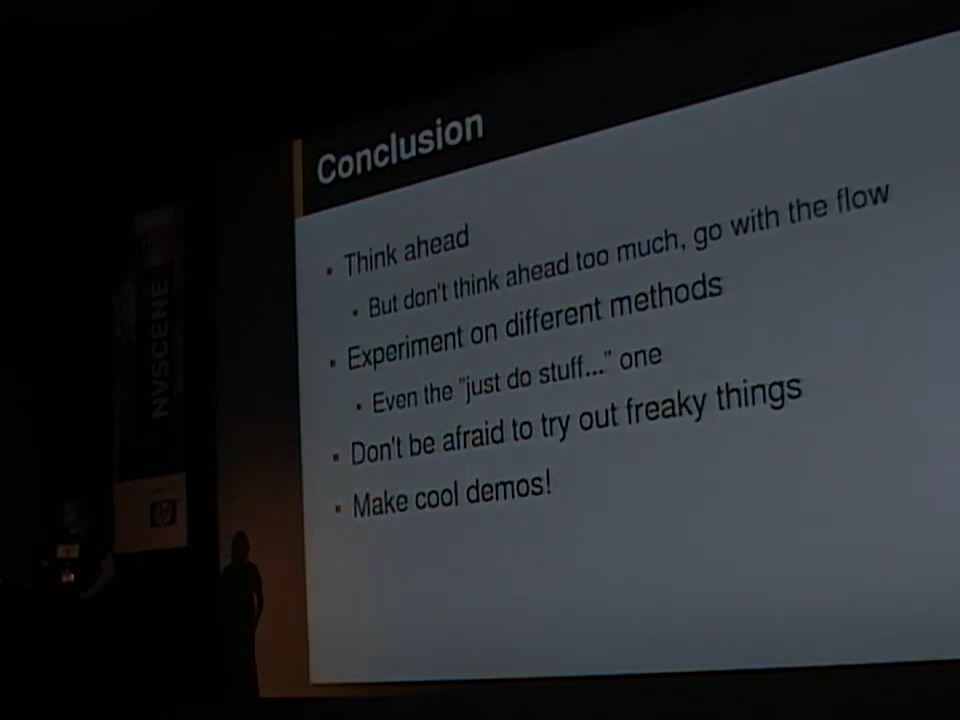 Conclusion
Think ahead
But don't think ahead too much, go with the flow
Experiment on different methods
Even the "just do stuff..." one
Don't be afraid to try out freaky things
Make cool demos!
NVSCENE
hp